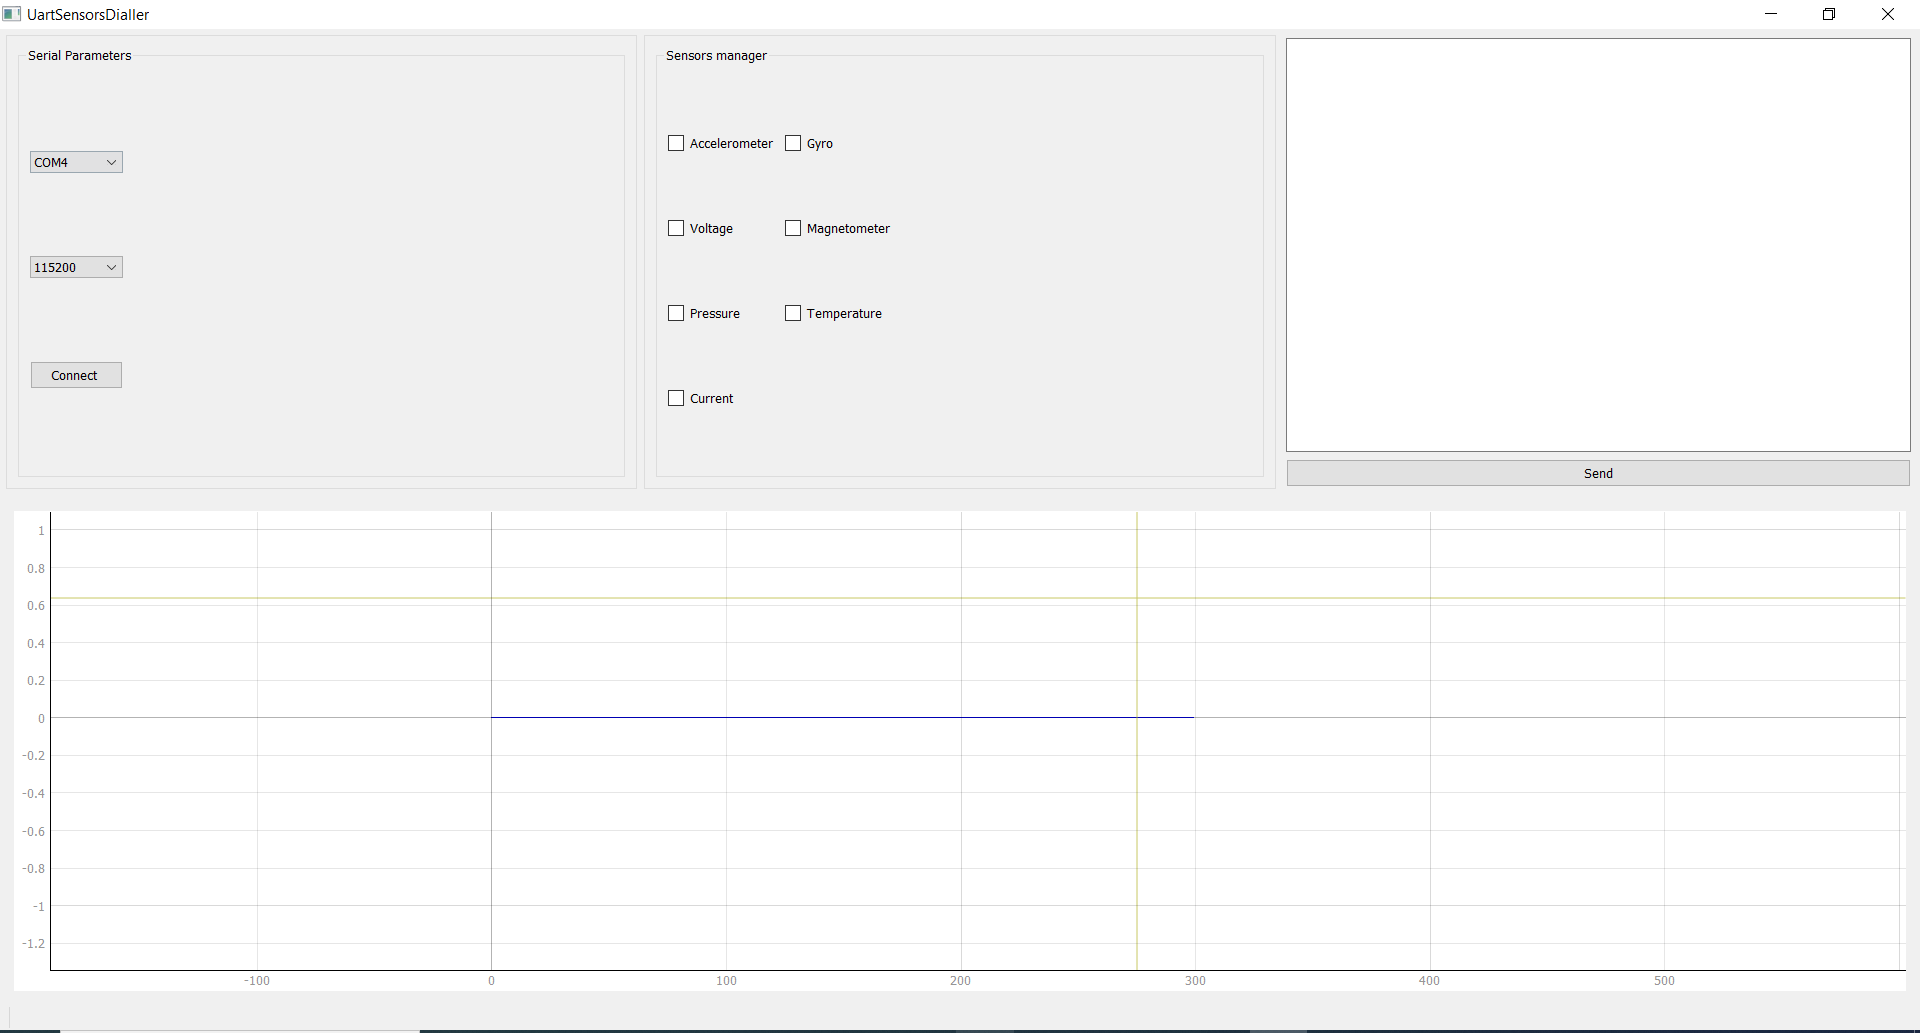 UartSensorsDialler
Serial Parameters
COM4
115200
Connect
Sensors manager
Accelerometer Gyro
Voltage Magnetometer
Pressure Temperature
Current
Send
1
0.8
0.6
0.4
0.2
0
-0.2
-0.4
-0.6
-0.8
-1
-1.2
-100 0 100 200 300 400 500